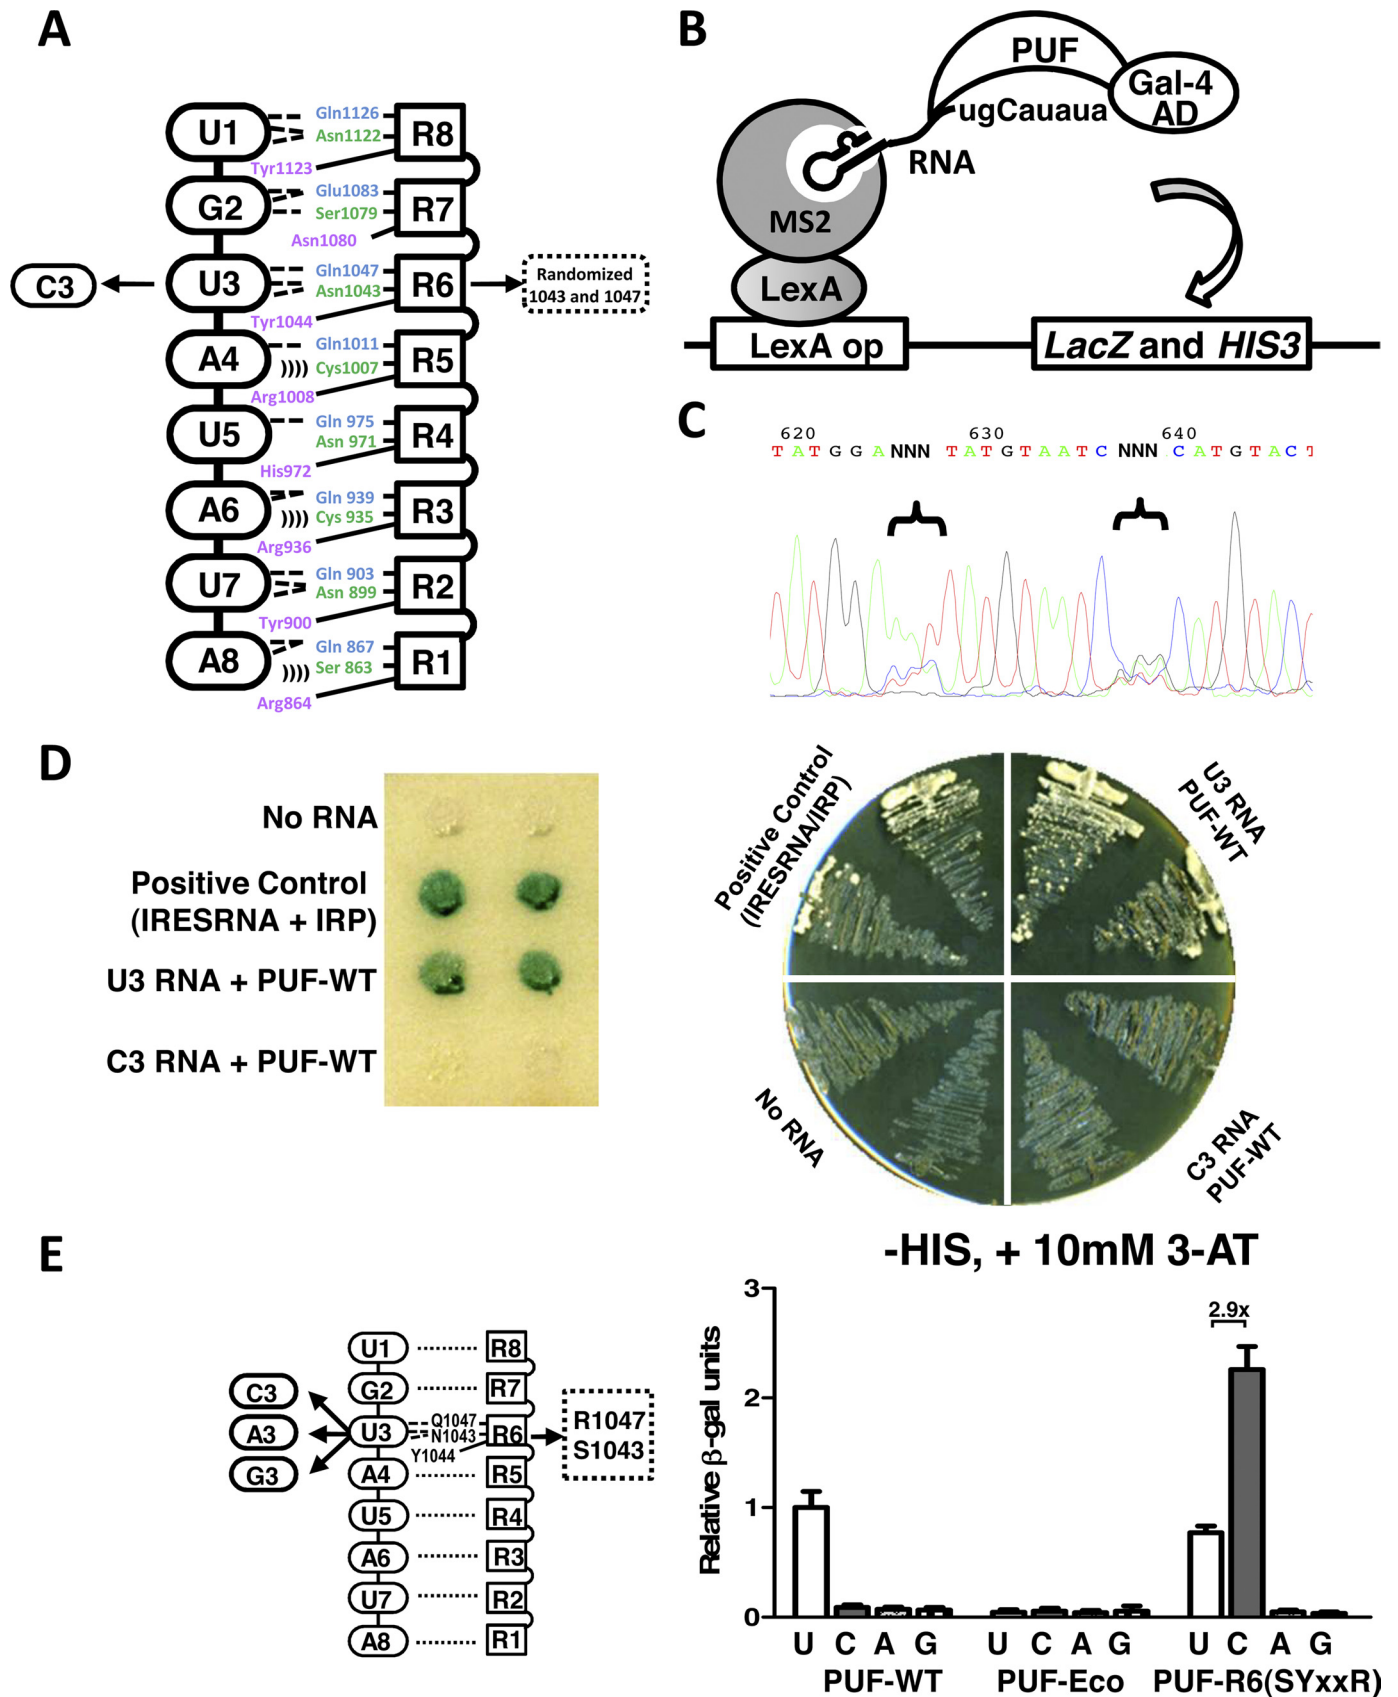 A
U1
Gln1126
Asn1122
Tyr1123
R8
G2
Glu1083
Ser1079
Asn1080
R7
C3
U3
Gln1047
Asn1043
Tyr1044
R6
Randomized
1043 and 1047
A4
Gln1011
)))) Cys1007
Arg1008
R5
U5
Gln 975
Asn 971
His972
R4
A6
Gln 939
)))) Cys 935
Arg936
R3
U7
Gln 903
Asn 899
Tyr900
R2
A8
Gln 867
)))) Ser 863
Arg864
R1
B
PUF
Gal-4
AD
ugCauaua
RNA
MS2
LexA
LexA op
LacZ and HIS3
C
620 630 640
T A T G G A NNN T A T G T A A T C NNN C A T G T A C T
D
No RNA
Positive Control
(IRESRNA + IRP)
U3 RNA + PUF-WT
C3 RNA + PUF-WT
Positive Control
(IRESRNA/IRP)
U3 RNA
PUF-WT
No RNA
C3 RNA
PUF-WT
-HIS, + 10mM 3-AT
E
U1 R8
G2 R7
C3
A3
G3
U3
Q1047
N1043
Y1044
R6
R1047
S1043
A4 R5
U5 R4
A6 R3
U7 R2
A8 R1
Relative β-gal units
3
2
1
0
2.9x
U C A G U C A G U C A G
PUF-WT PUF-Eco PUF-R6(SYxxR)